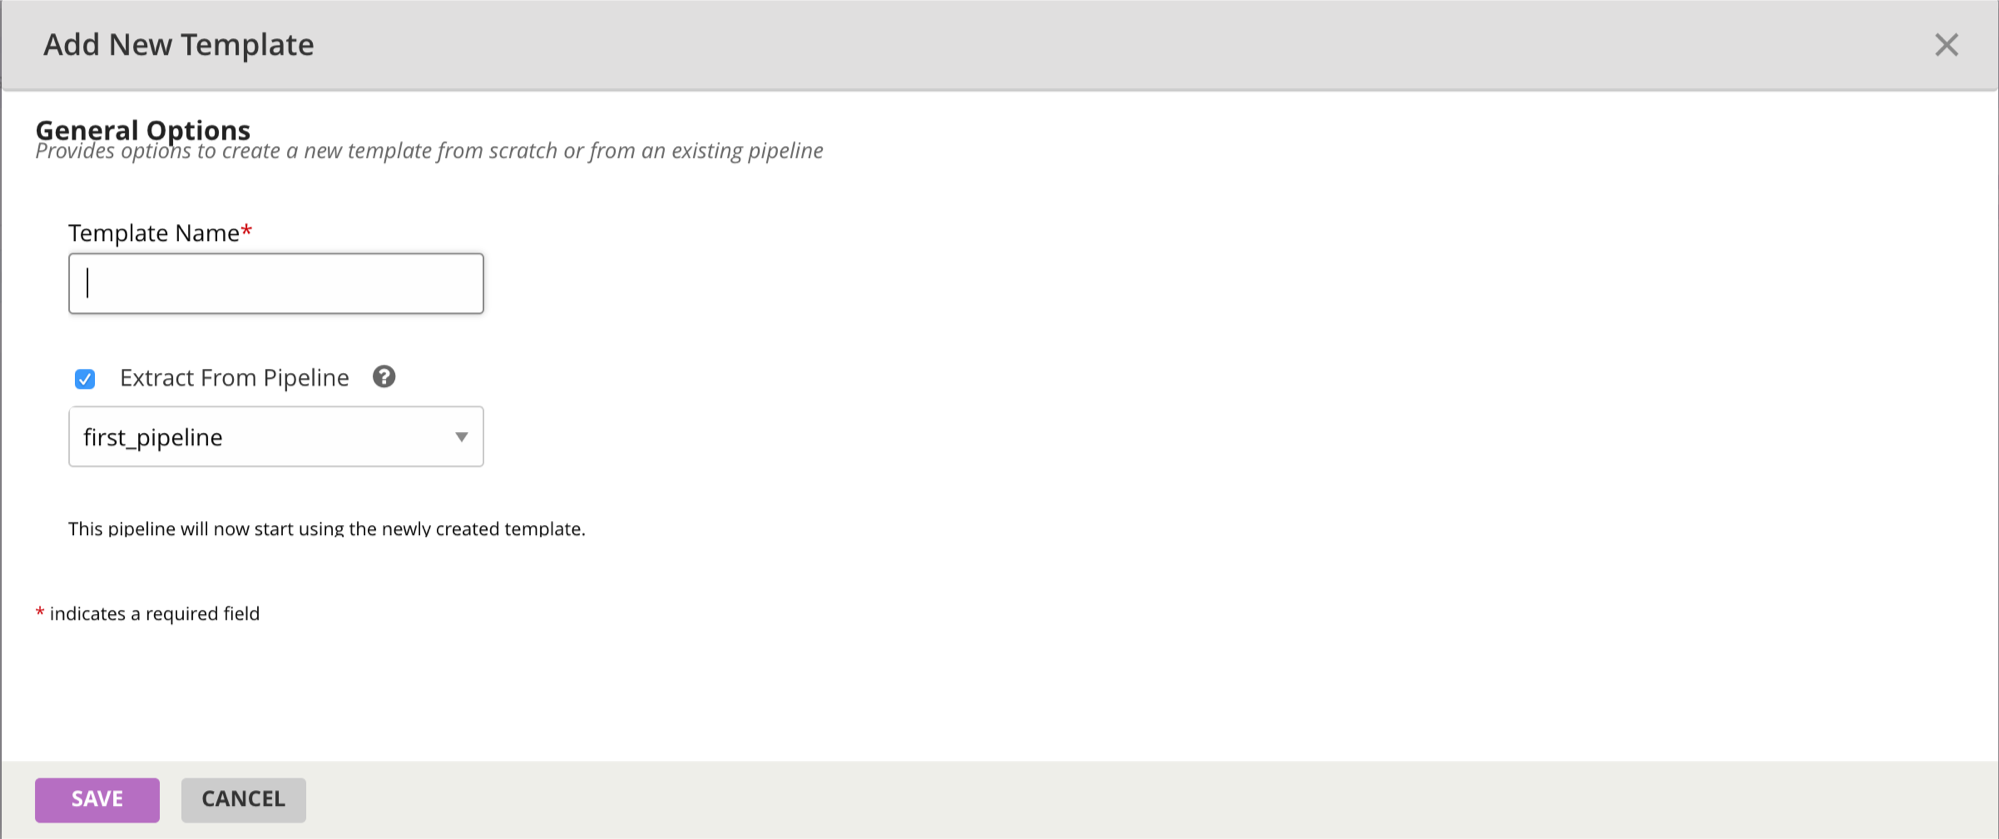 Add New Template
General Options
Provides options to create a new template from scratch or from an existing pipeline
Template Name*
Extract From Pipeline ?
first_pipeline
This pipeline will now start using the newly created template.
* indicates a required field
SAVE CANCEL